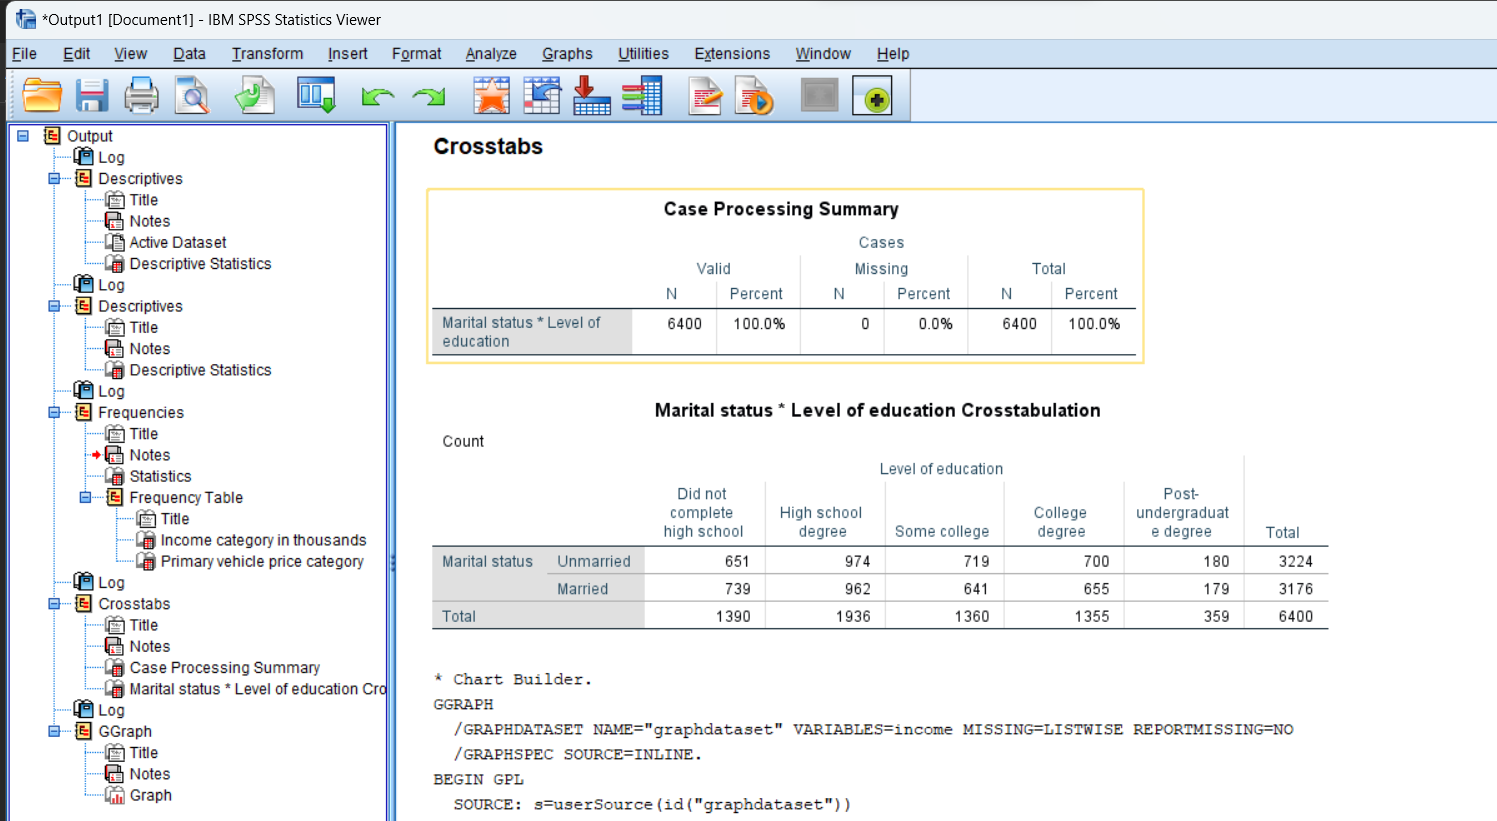 *Output1 [Document1] - IBM SPSS Statistics Viewer
File Edit View Data Transform Insert Format Analyze Graphs Utilities Extensions Window Help
Output
Log
Descriptives
Title
Notes
Active Dataset
Descriptive Statistics
Log
Descriptives
Title
Notes
Descriptive Statistics
Log
Frequencies
Title
Notes
Statistics
Frequency Table
Title
Income category in thousands
Primary vehicle price category
Log
Crosstabs
Title
Notes
Case Processing Summary
Marital status * Level of education Cro
Log
GGraph
Title
Notes
Graph
Crosstabs
Case Processing Summary
Cases
Valid Missing Total
N Percent N Percent N Percent
Marital status * Level of
education
6400 100.0% 0 0.0% 6400 100.0%
Marital status * Level of education Crosstabulation
Count
Level of education
Did not
complete
high school
High school
degree
Some college
College
degree
Post-
undergraduat
e degree
Total
Marital status Unmarried 651 974 719 700 180 3224
Married 739 962 641 655 179 3176
Total 1390 1936 1360 1355 359 6400
* Chart Builder.
GGRAPH
/GRAPHDATASET NAME="graphdataset" VARIABLES=income MISSING=LISTWISE REPORTMISSING=NO
/GRAPHSPEC SOURCE=INLINE.
BEGIN GPL
SOURCE: s=userSource(id("graphdataset"))